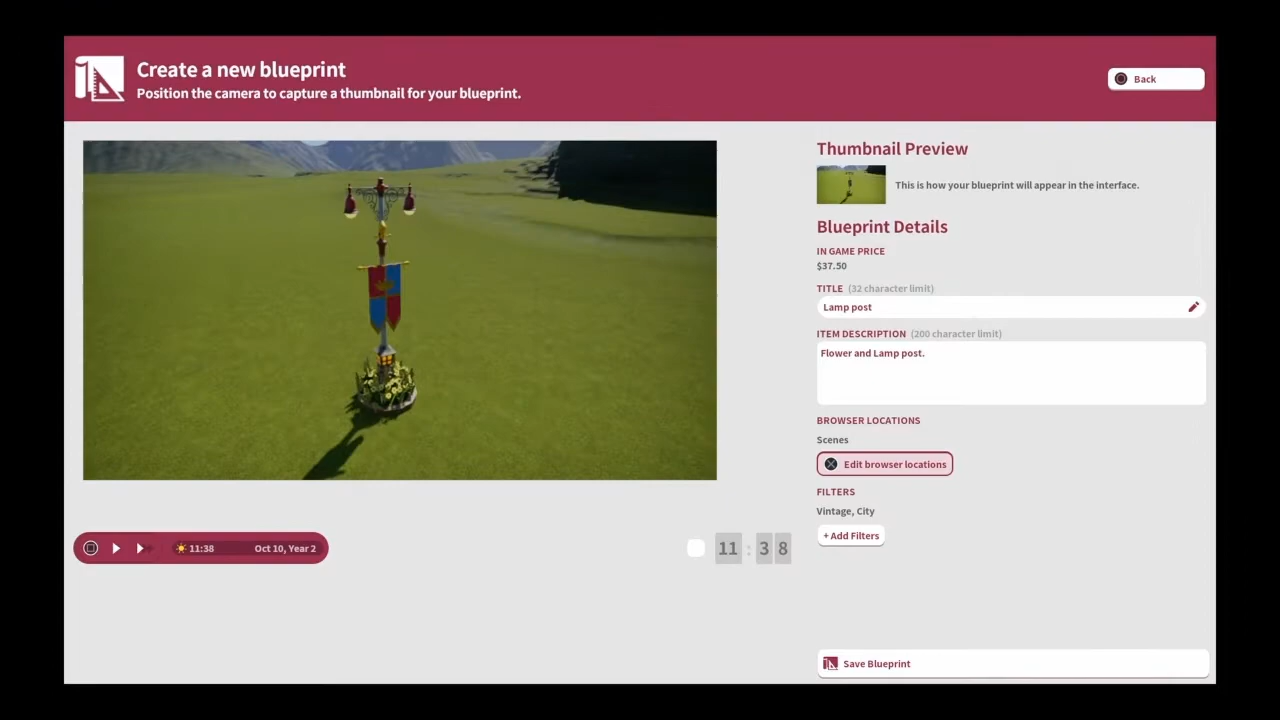 Create a new blueprint
Position the camera to capture a thumbnail for your blueprint.
Back
Thumbnail Preview
This is how your blueprint will appear in the interface.
Blueprint Details
IN GAME PRICE
$37.50
TITLE (32 character limit)
Lamp post
ITEM DESCRIPTION (200 character limit)
Flower and Lamp post.
BROWSER LOCATIONS
Scenes
Edit browser locations
FILTERS
Vintage, City
+ Add Filters
11:38 Oct 10, Year 2
11 : 3 8
Save Blueprint